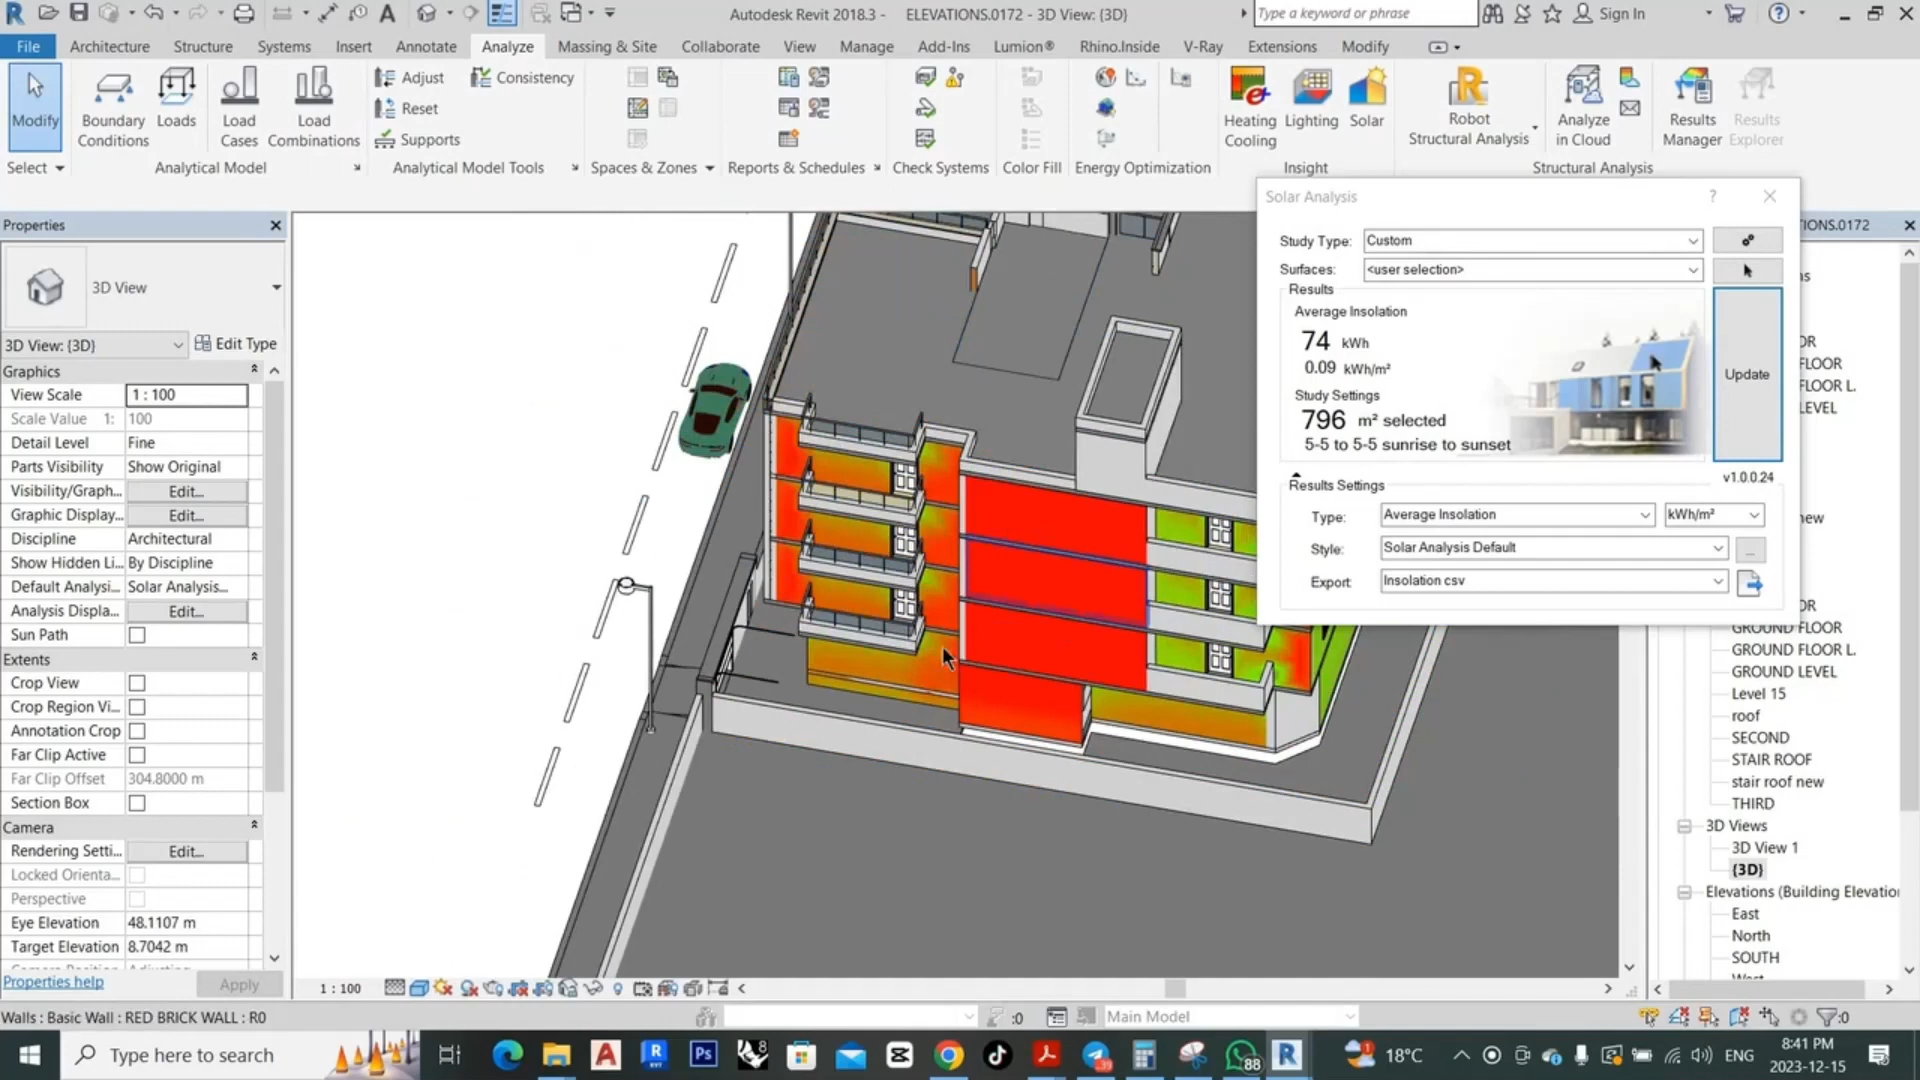 Autodesk Revit 2018.3 - ELEVATIONS.0172 - 3D View: {3D}
Type a keyword or phrase
Sign In
File Architecture Structure Systems Insert Annotate Analyze Massing & Site Collaborate View Manage Add-Ins Lumion® Rhino.Inside V-Ray Extensions Modify
Modify
Boundary Conditions
Loads
Load Cases
Load Combinations
Adjust
Reset
Supports
Consistency
Heating Cooling
Lighting
Solar
Robot Structural Analysis
Analyze in Cloud
Results Manager
Results Explorer
Select
Analytical Model
Analytical Model Tools
Spaces & Zones
Reports & Schedules
Check Systems
Color Fill
Energy Optimization
Insight
Structural Analysis
Properties
3D View
3D View: {3D}
Edit Type
Graphics
View Scale 1 : 100
Scale Value 1: 100
Detail Level Fine
Parts Visibility Show Original
Visibility/Graph... Edit...
Graphic Display... Edit...
Discipline Architectural
Show Hidden Li... By Discipline
Default Analysi... Solar Analysis...
Analysis Displa... Edit...
Sun Path
Extents
Crop View
Crop Region Vi...
Annotation Crop
Far Clip Active
Far Clip Offset 304.8000 m
Section Box
Camera
Rendering Setti... Edit...
Locked Orienta...
Perspective
Eye Elevation 48.1107 m
Target Elevation 8.7042 m
Properties help
Apply
Solar Analysis
Study Type: Custom
Surfaces: <user selection>
Results
Average Insolation
74 kWh
0.09 kWh/m²
Study Settings
796 m² selected
5-5 to 5-5 sunrise to sunset
Update
v1.0.0.24
Results Settings
Type: Average Insolation kWh/m²
Style: Solar Analysis Default
...
Export: Insolation csv
IONS.0172
ns
OR
FLOOR
FLOOR L.
LEVEL
new
OR
GROUND FLOOR
GROUND FLOOR L.
GROUND LEVEL
Level 15
roof
SECOND
STAIR ROOF
stair roof new
THIRD
3D Views
3D View 1
{3D}
Elevations (Building Elevation
East
North
SOUTH
1 : 100
Walls : Basic Wall : RED BRICK WALL : R0
:0
Main Model
:0
Type here to search
88
18°C
ENG
8:41 PM
2023-12-15